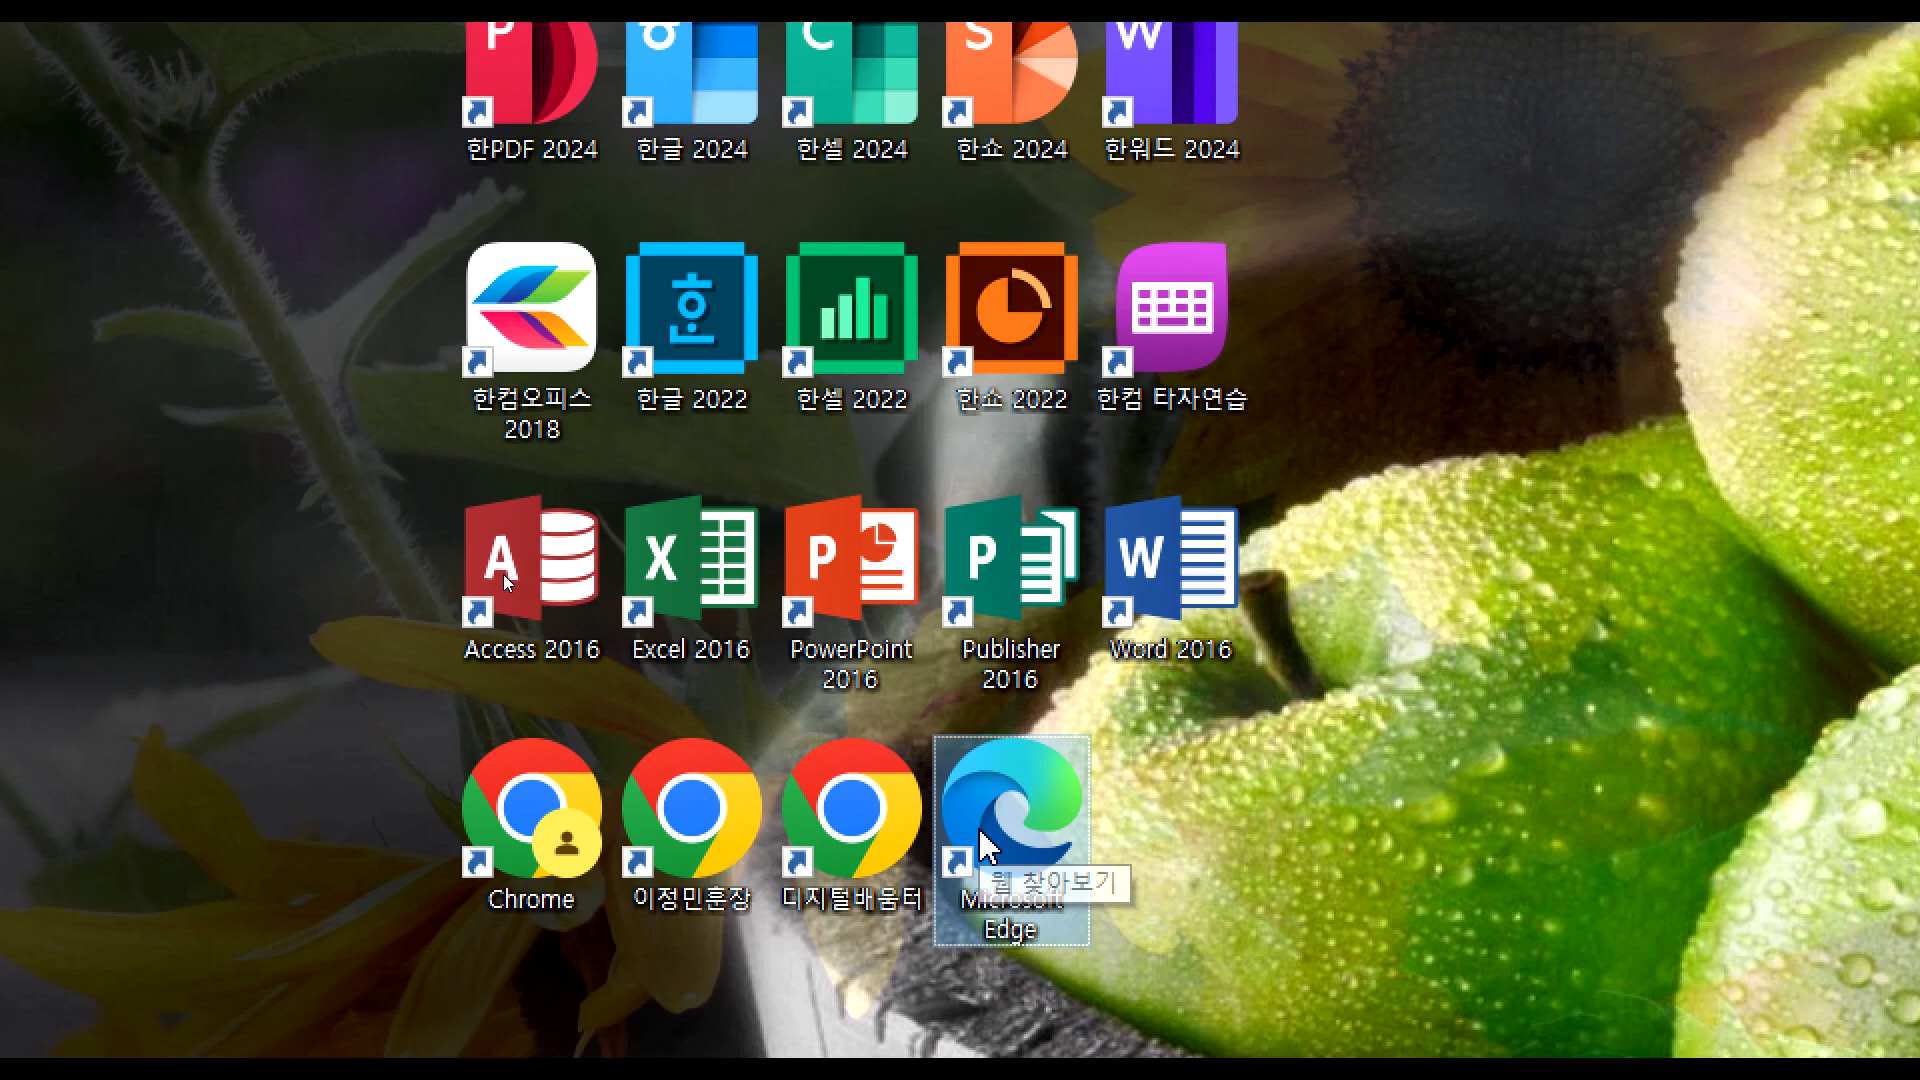 한PDF 2024
한글 2024
한셀 2024
한쇼 2024
한워드 2024
한컴오피스
2018
한글 2022
한셀 2022
한쇼 2022
한컴 타자연습
Access 2016
Excel 2016
PowerPoint
2016
Publisher
2016
Word 2016
Chrome
이정민훈장
디지털배움터
Microsoft
Edge
웹 찾아보기